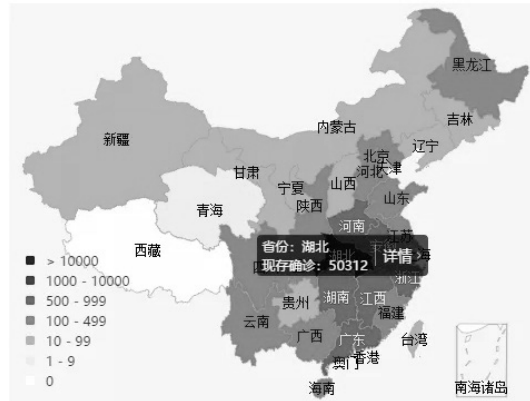 黑龙江
吉林
辽宁
内蒙古
新疆
北京
天津
河北
甘肃
宁夏
山西
陕西
山东
青海
河南
西藏
省份：湖北
现存确诊：50312
详情
江苏
湖北
浙江
湖南
江西
贵州
福建
云南
广西
广东
台湾
香港
澳门
海南
南海诸岛
> 10000
1000 - 10000
500 - 999
100 - 499
10 - 99
1 - 9
0